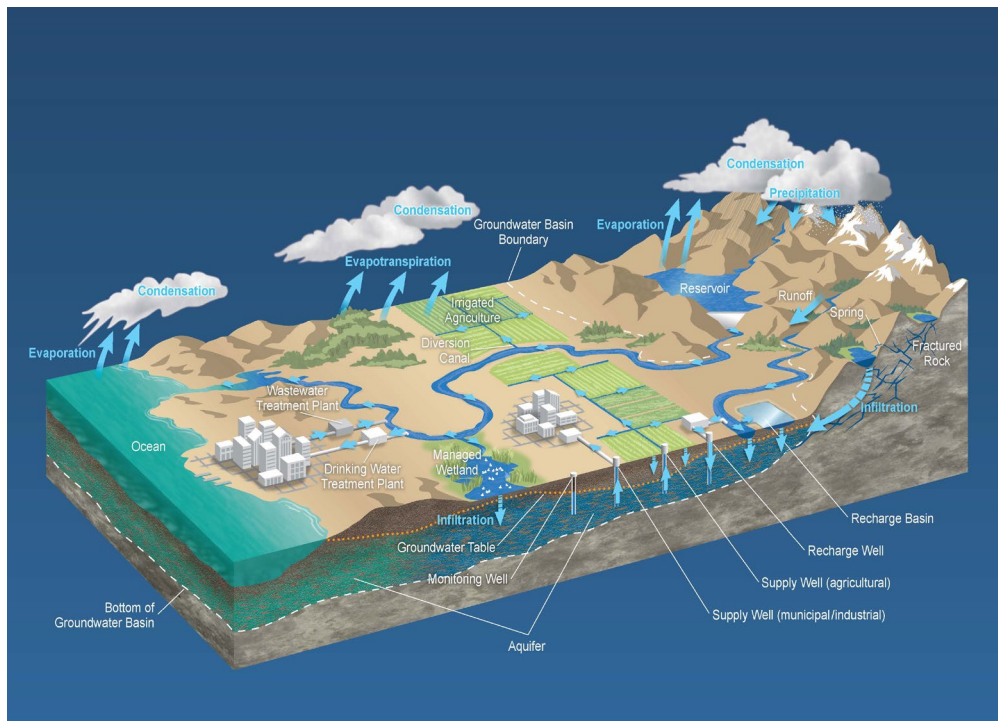 Condensation
Precipitation
Condensation
Groundwater Basin
Boundary
Evaporation
Evapotranspiration
Reservoir
Condensation
Runoff
Irrigated
Agriculture
Spring
Diversion
Canal
Fractured
Rock
Evaporation
Wastewater
Treatment Plant
Infiltration
Ocean
Managed
Wetland
Drinking Water
Treatment Plant
Infiltration
Recharge Basin
Groundwater Table
Recharge Well
Monitoring Well
Supply Well (agricultural)
Bottom of
Groundwater Basin
Supply Well (municipal/industrial)
Aquifer